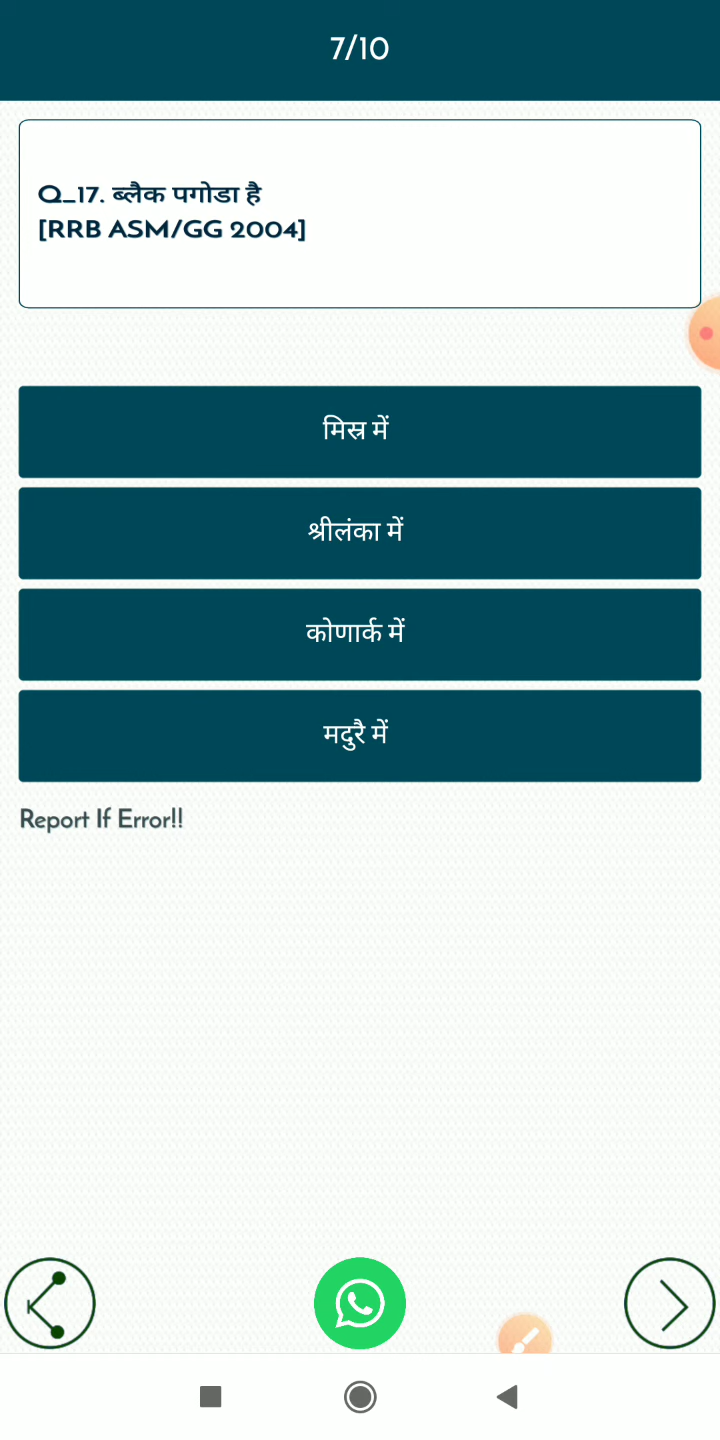 7/10
Q_17. ब्लैक पगोडा है
[RRB ASM/GG 2004]
मिस्र में
श्रीलंका में
कोणार्क में
मदुरै में
Report If Error!!